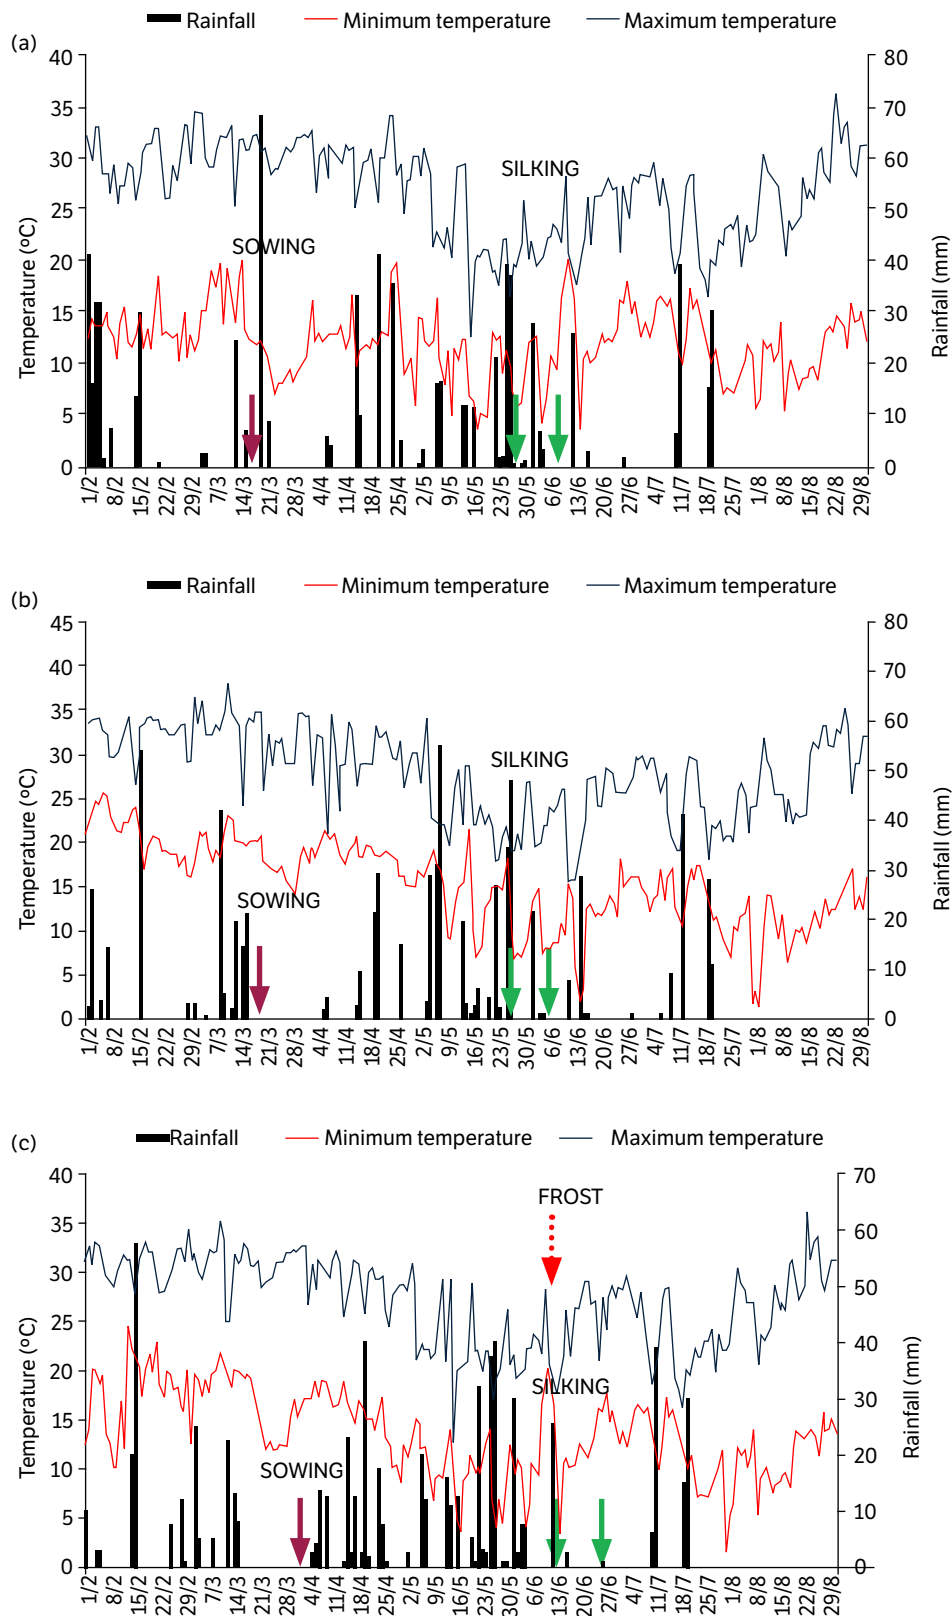 Rainfall Minimum temperature Maximum temperature
(a)
40 80
35 70
30 60
25 50
20 40
15 30
10 20
5 10
0 0
Temperature (ºC)
Rainfall (mm)
SILKING
SOWING
1/2 8/2 15/2 22/2 29/2 7/3 14/3 21/3 28/3 4/4 11/4 18/4 25/4 2/5 9/5 16/5 23/5 30/5 6/6 13/6 20/6 27/6 4/7 11/7 18/7 25/7 1/8 8/8 15/8 22/8 29/8
Rainfall Minimum temperature Maximum temperature
(b)
45 80
40 70
35 60
30 50
25 40
20 30
15 20
10 10
5 0
0
Temperature (ºC)
Rainfall (mm)
SILKING
SOWING
1/2 8/2 15/2 22/2 29/2 7/3 14/3 21/3 28/3 4/4 11/4 18/4 25/4 2/5 9/5 16/5 23/5 30/5 6/6 13/6 20/6 27/6 4/7 11/7 18/7 25/7 1/8 8/8 15/8 22/8 29/8
(c)
Rainfall Minimum temperature Maximum temperature
40 70
35 60
30 50
25 40
20 30
15 20
10 10
5 0
0
Temperature (ºC)
Rainfall (mm)
FROST
SILKING
SOWING
1/2 8/2 15/2 22/2 29/2 7/3 14/3 21/3 28/3 4/4 11/4 18/4 25/4 2/5 9/5 16/5 23/5 30/5 6/6 13/6 20/6 27/6 4/7 11/7 18/7 25/7 1/8 8/8 15/8 22/8 29/8